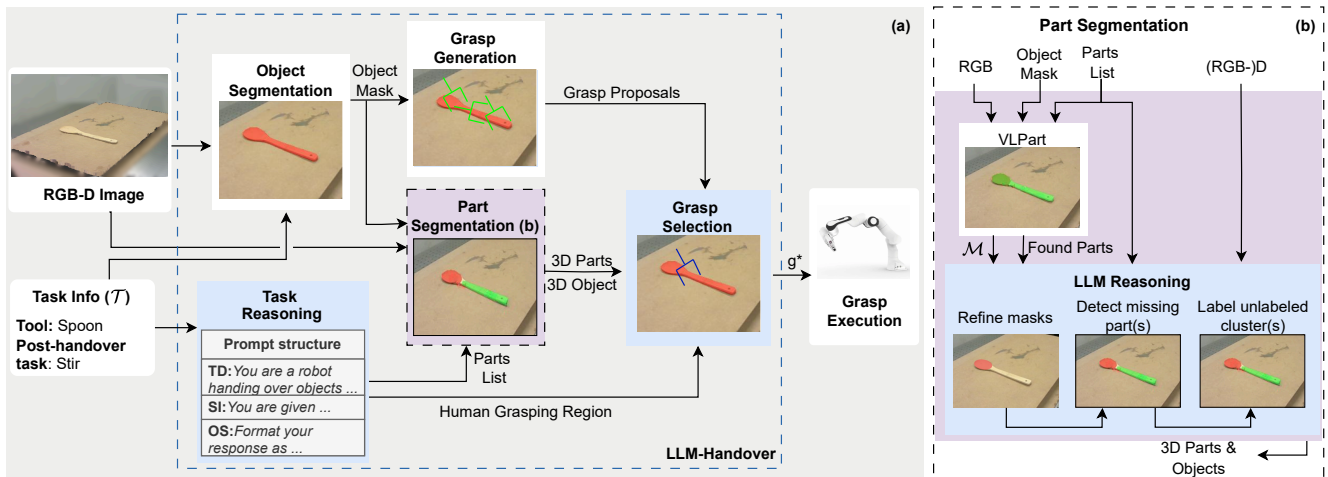 (a)
Object
Segmentation
Object
Mask
Grasp
Generation
Grasp Proposals
RGB-D Image
Part
Segmentation (b)
3D Parts
3D Object
Grasp
Selection
g*
Grasp
Execution
Task Info (𝒯)
Tool: Spoon
Post-handover
task: Stir
Task
Reasoning
Prompt structure
TD:You are a robot
handing over objects ...
SI:You are given ...
OS:Format your
response as ...
Parts
List
Human Grasping Region
LLM-Handover
Part Segmentation
(b)
RGB
Object
Mask
Parts
List
(RGB-)D
VLPart
ℳ
Found Parts
LLM Reasoning
Refine masks
Detect missing
part(s)
Label unlabeled
cluster(s)
3D Parts &
Objects